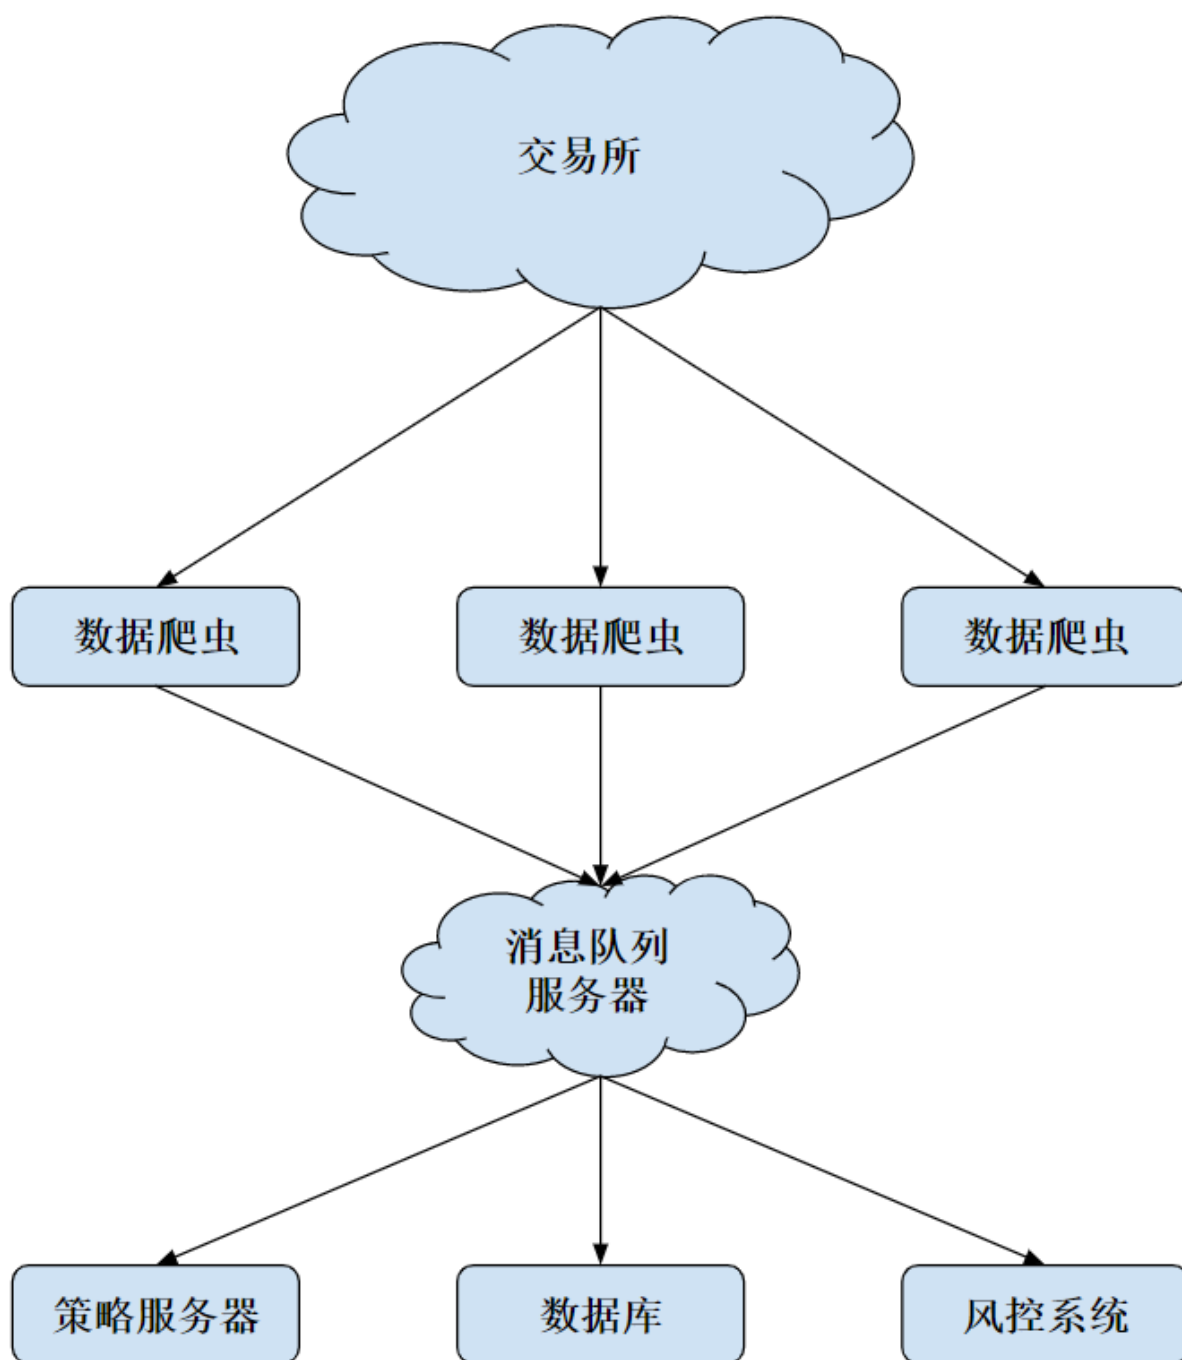 交易所
数据爬虫
数据爬虫
数据爬虫
消息队列
服务器
策略服务器
数据库
风控系统